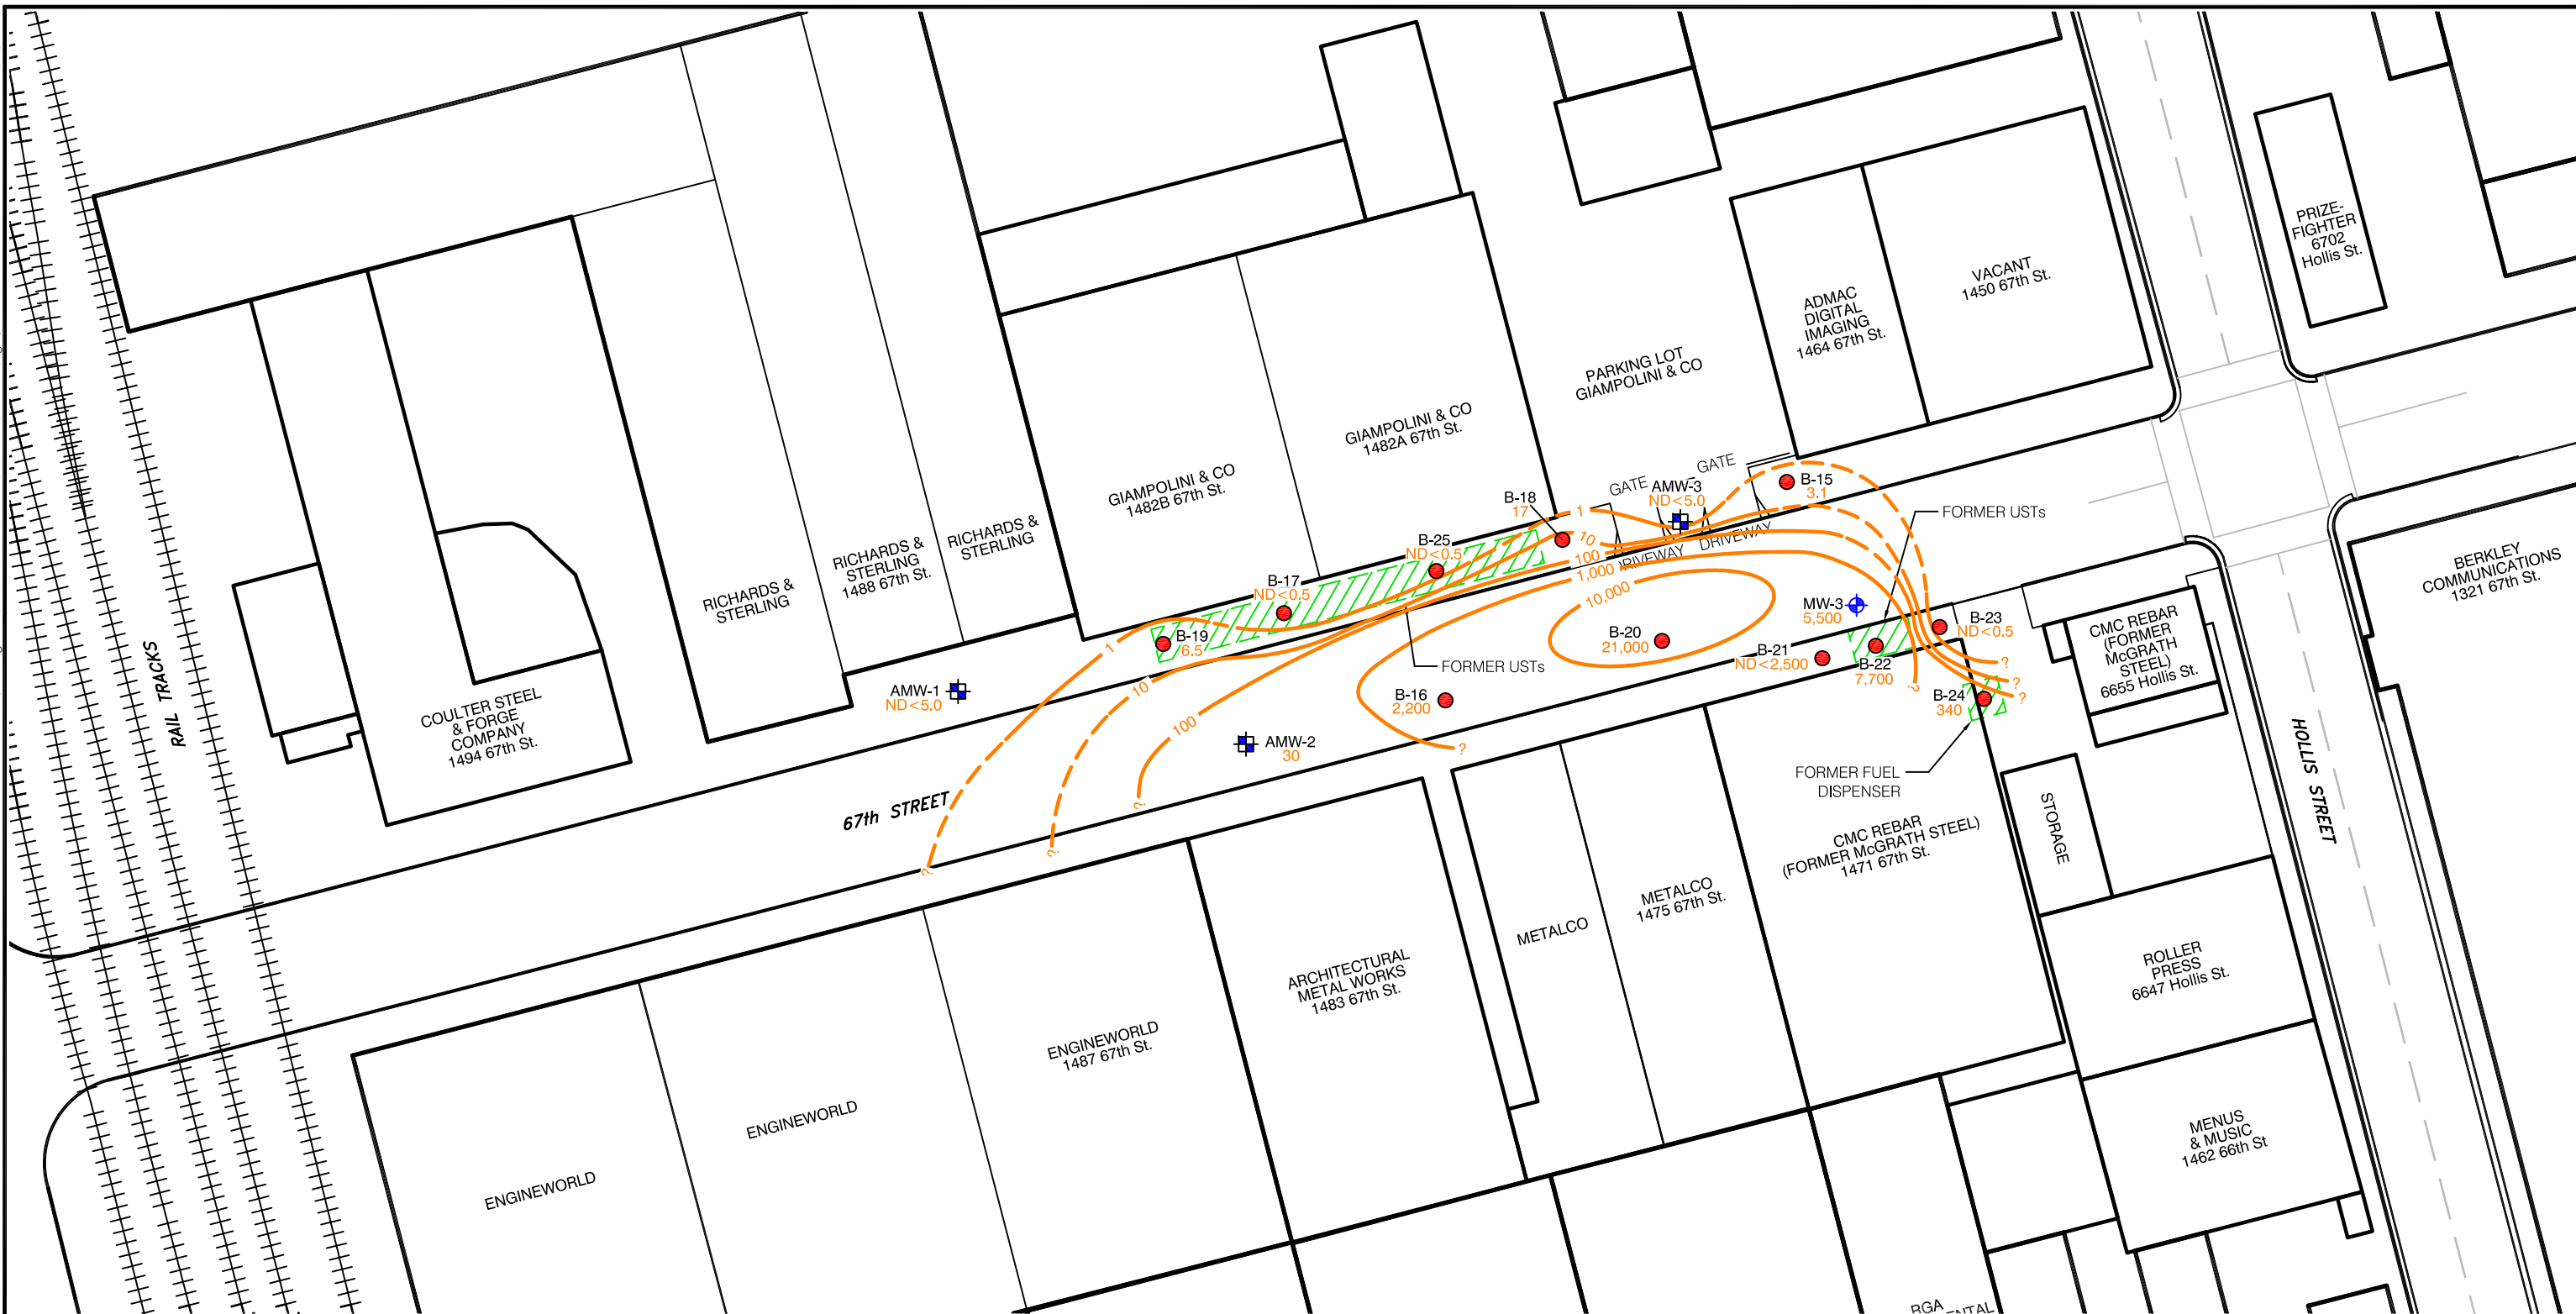 PRIZE-
FIGHTER
6702
Hollis St.
VACANT
1450 67th St.
ADMAC
DIGITAL
IMAGING
1464 67th St.
PARKING LOT
GIAMPOLINI & CO
GIAMPOLINI & CO
1482A 67th St.
GIAMPOLINI & CO
1482B 67th St.
RICHARDS &
STERLING
RICHARDS &
STERLING
1488 67th St.
RICHARDS &
STERLING
COULTER STEEL
& FORGE
COMPANY
1494 67th St.
RAIL TRACKS
GATE
GATE
AMW-3
ND<5.0
B-15
3.1
B-18
17
1
10
100
1,000
10,000
DRIVEWAY
DRIVEWAY
FORMER USTs
B-25
ND<0.5
B-17
ND<0.5
B-19
6.5
1
10
100
FORMER USTs
MW-3
5,500
B-23
ND<0.5
B-20
21,000
B-21
ND<2,500
B-22
7,700
B-24
340
B-16
2,200
AMW-1
ND<5.0
AMW-2
30
?
?
?
?
?
?
?
?
67th STREET
FORMER FUEL
DISPENSER
CMC REBAR
(FORMER
McGRATH
STEEL)
6655 Hollis St.
BERKLEY
COMMUNICATIONS
1321 67th St.
HOLLIS STREET
STORAGE
CMC REBAR
(FORMER McGRATH STEEL)
1471 67th St.
METALCO
1475 67th St.
METALCO
ARCHITECTURAL
METAL WORKS
1483 67th St.
ENGINEWORLD
1487 67th St.
ENGINEWORLD
ENGINEWORLD
ROLLER
PRESS
6647 Hollis St.
MENUS
& MUSIC
1462 66th St
RGA